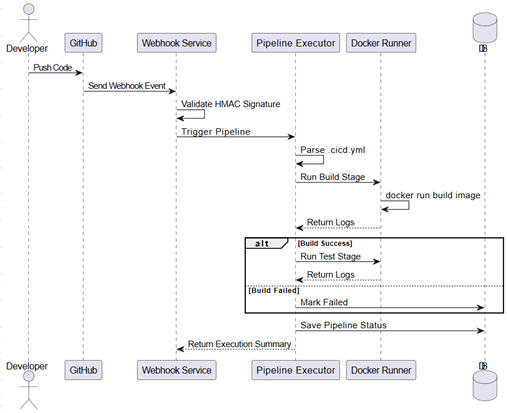 Developer
GitHub
Webhook Service
Pipeline Executor
Docker Runner
DB
Push Code
Send Webhook Event
Validate HMAC Signature
Trigger Pipeline
Parse .cicd.yml
Run Build Stage
docker run build image
Return Logs
alt [Build Success]
Run Test Stage
Return Logs
[Build Failed]
Mark Failed
Save Pipeline Status
Return Execution Summary
Developer
GitHub
Webhook Service
Pipeline Executor
Docker Runner
DB